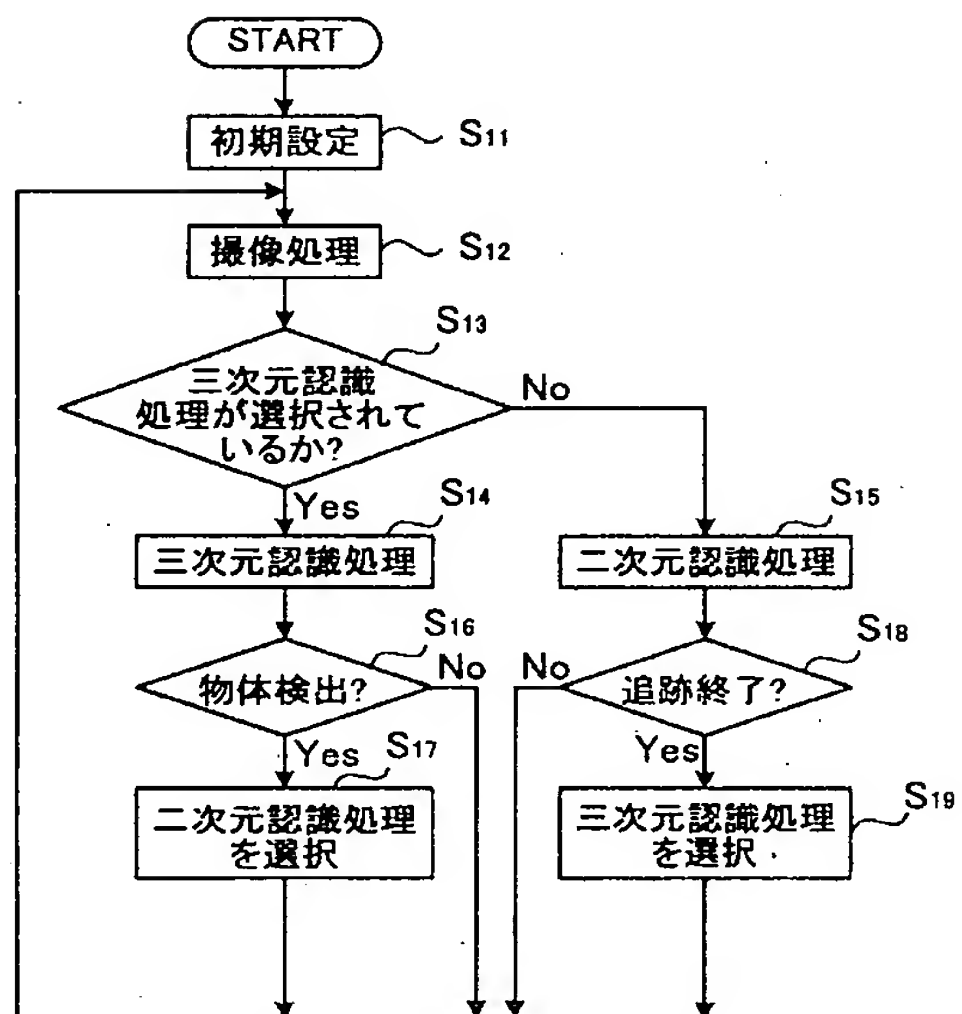 START
初期設定
S11
撮像処理
S12
S13
三次元認識
処理が選択されて
いるか?
No
Yes
S14
三次元認識処理
S15
二次元認識処理
S16
物体検出?
No
No
S18
追跡終了?
Yes
S17
二次元認識処理
を選択
Yes
S19
三次元認識処理
を選択